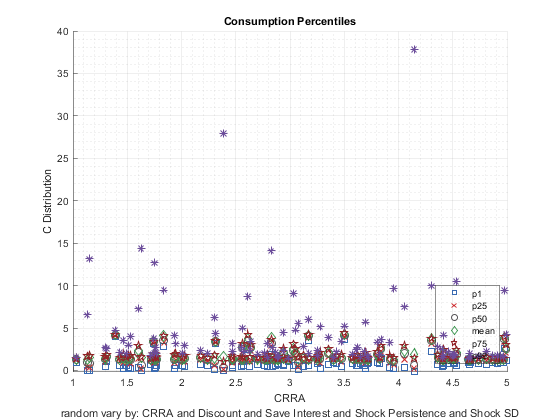 Consumption Percentiles
40
35
30
25
20
15
10
5
0
C Distribution
1
1.5
2
2.5
3
3.5
4
4.5
5
CRRA
p1
p25
p50
mean
p75
random vary by: CRRA and Discount and Save Interest and Shock Persistence and Shock SD